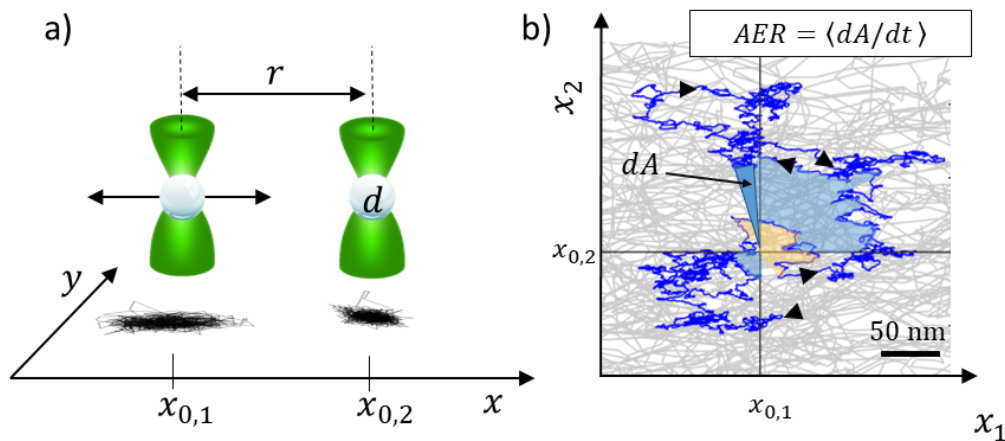 a)
r
d
y
x₀,₁
x₀,₂
x
b)
AER = ⟨dA/dt⟩
x₂
dA
x₀,₂
50 nm
x₀,₁
x₁